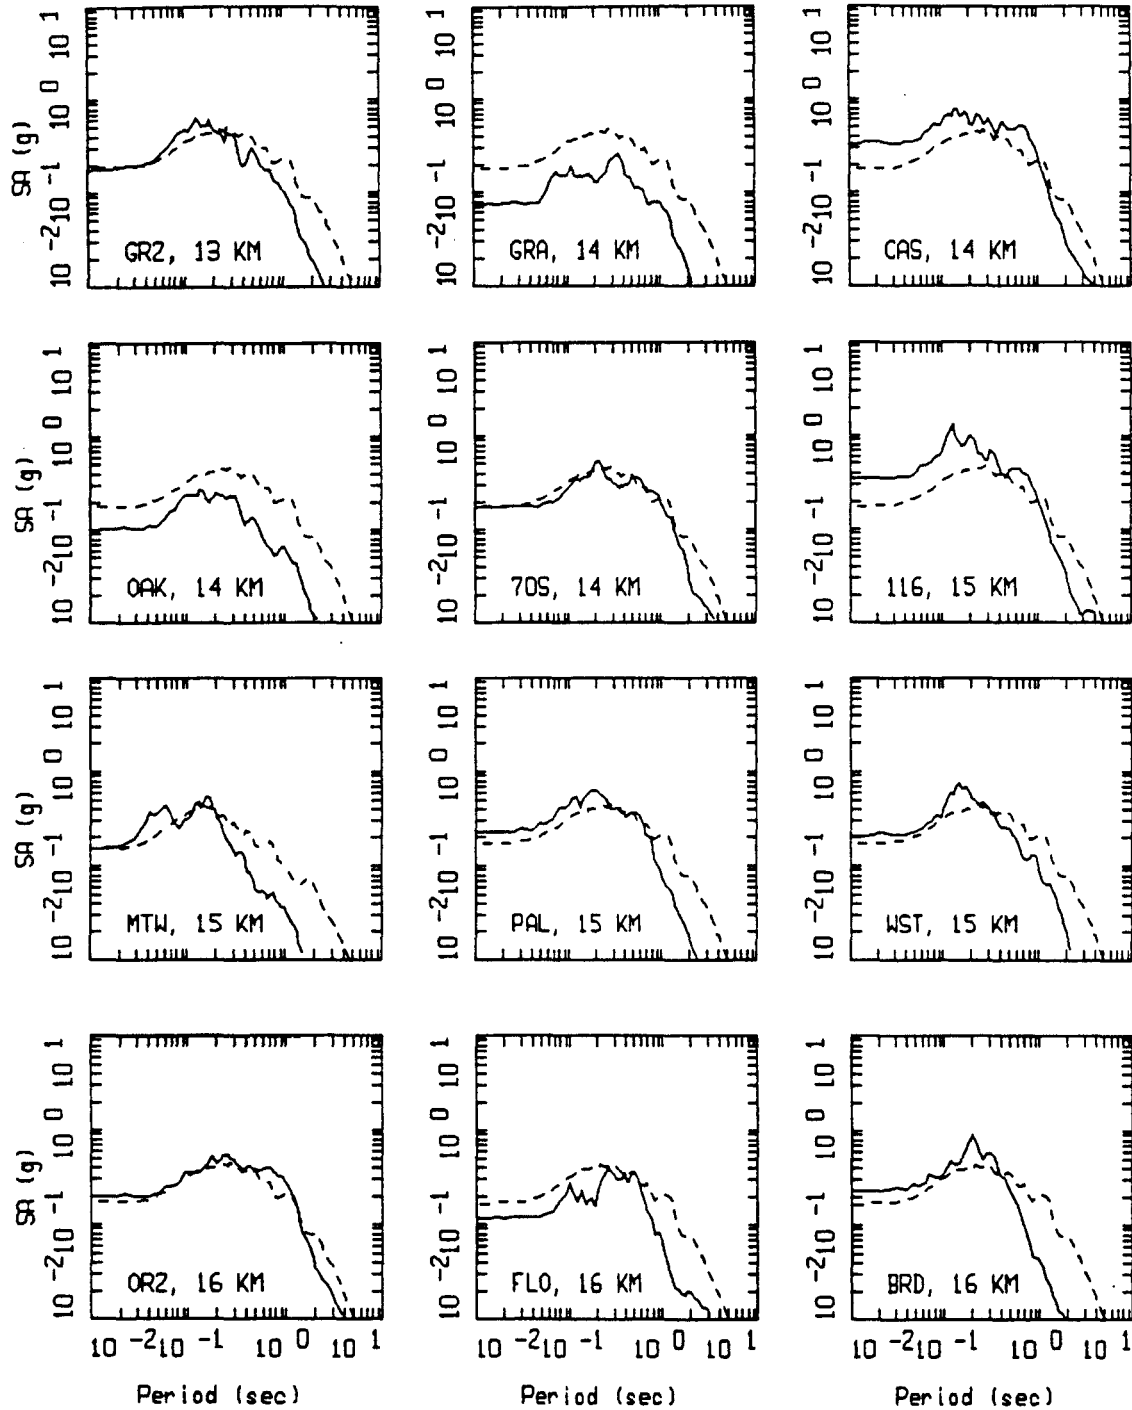 SA (g)
10 -2 10 -1 10 0 10 1
GR2, 13 KM
10 -2 10 -1 10 0 10 1
GRA, 14 KM
10 -2 10 -1 10 0 10 1
CAS, 14 KM
SA (g)
10 -2 10 -1 10 0 10 1
OAK, 14 KM
10 -2 10 -1 10 0 10 1
70S, 14 KM
10 -2 10 -1 10 0 10 1
116, 15 KM
SA (g)
10 -2 10 -1 10 0 10 1
MTW, 15 KM
10 -2 10 -1 10 0 10 1
PAL, 15 KM
10 -2 10 -1 10 0 10 1
WST, 15 KM
SA (g)
10 -2 10 -1 10 0 10 1
OR2, 16 KM
10 -2 10 -1 10 0 10 1
FLO, 16 KM
10 -2 10 -1 10 0 10 1
BRD, 16 KM
10 -2 10 -1 10 0 10 1
10 -2 10 -1 10 0 10 1
10 -2 10 -1 10 0 10 1
Period (sec)
Period (sec)
Period (sec)